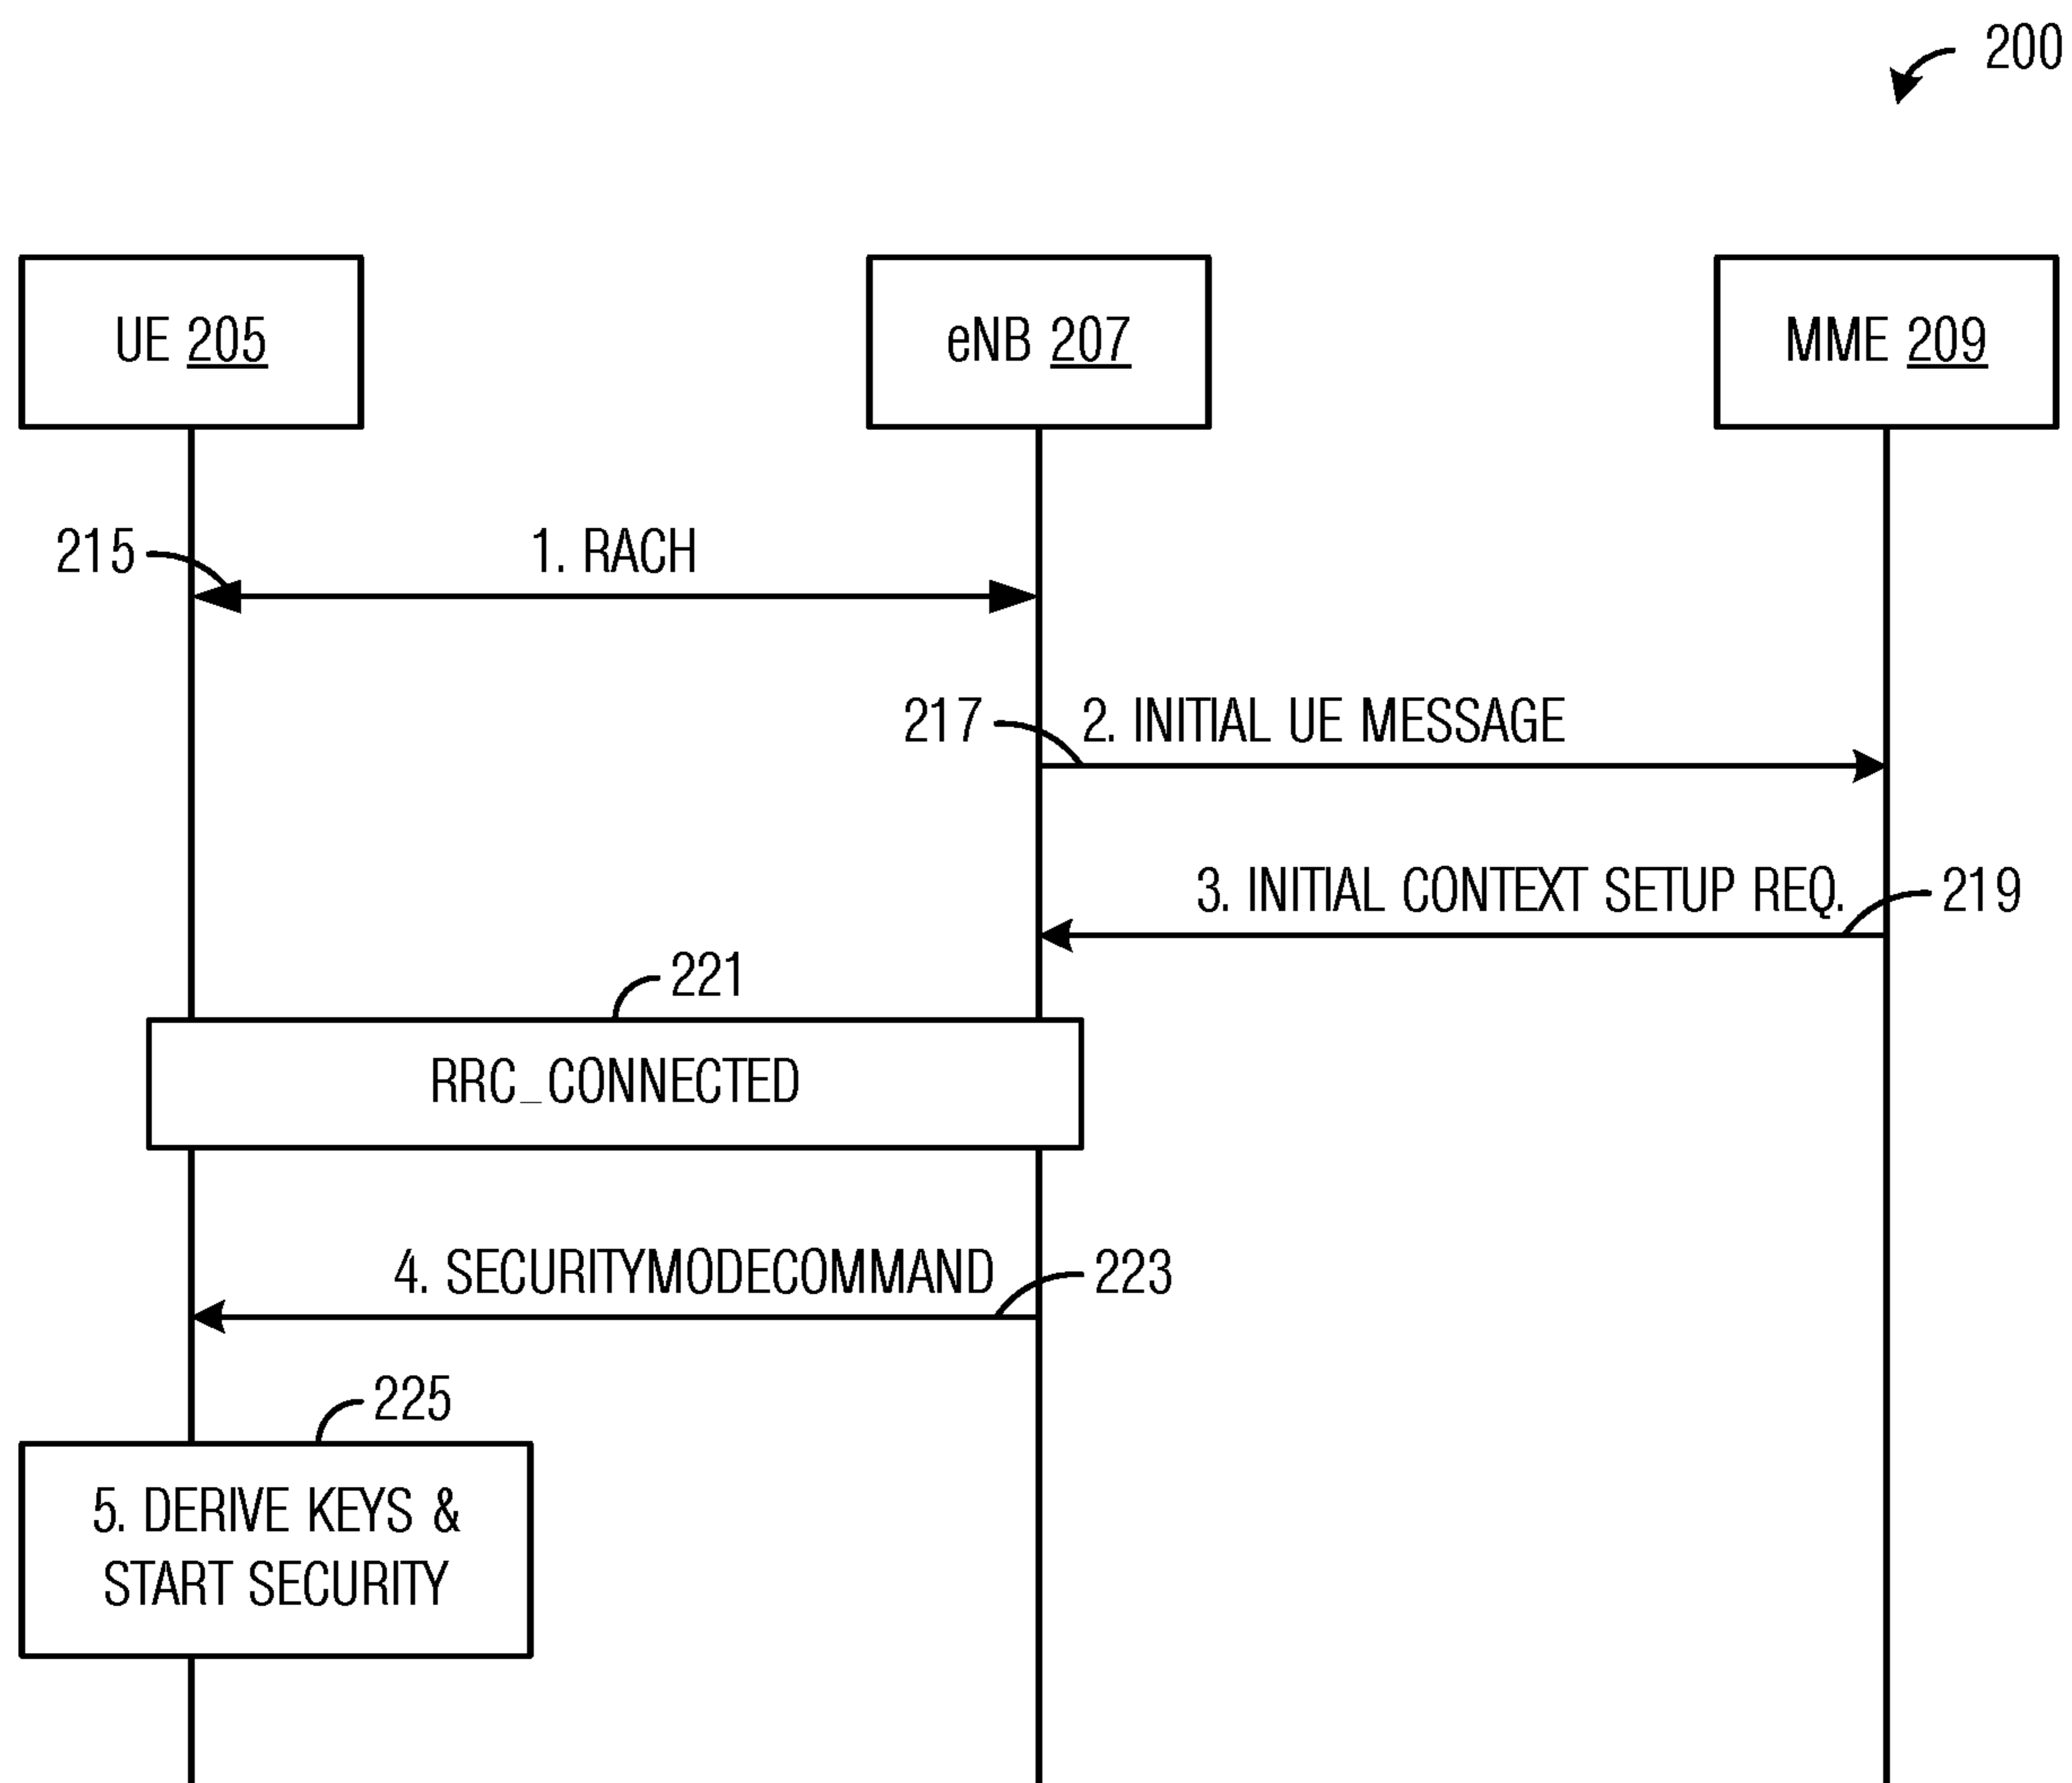 200
UE 205
eNB 207
MME 209
215
1. RACH
217
2. INITIAL UE MESSAGE
3. INITIAL CONTEXT SETUP REQ.
219
221
RRC_CONNECTED
4. SECURITYMODECOMMAND
223
225
5. DERIVE KEYS &
START SECURITY